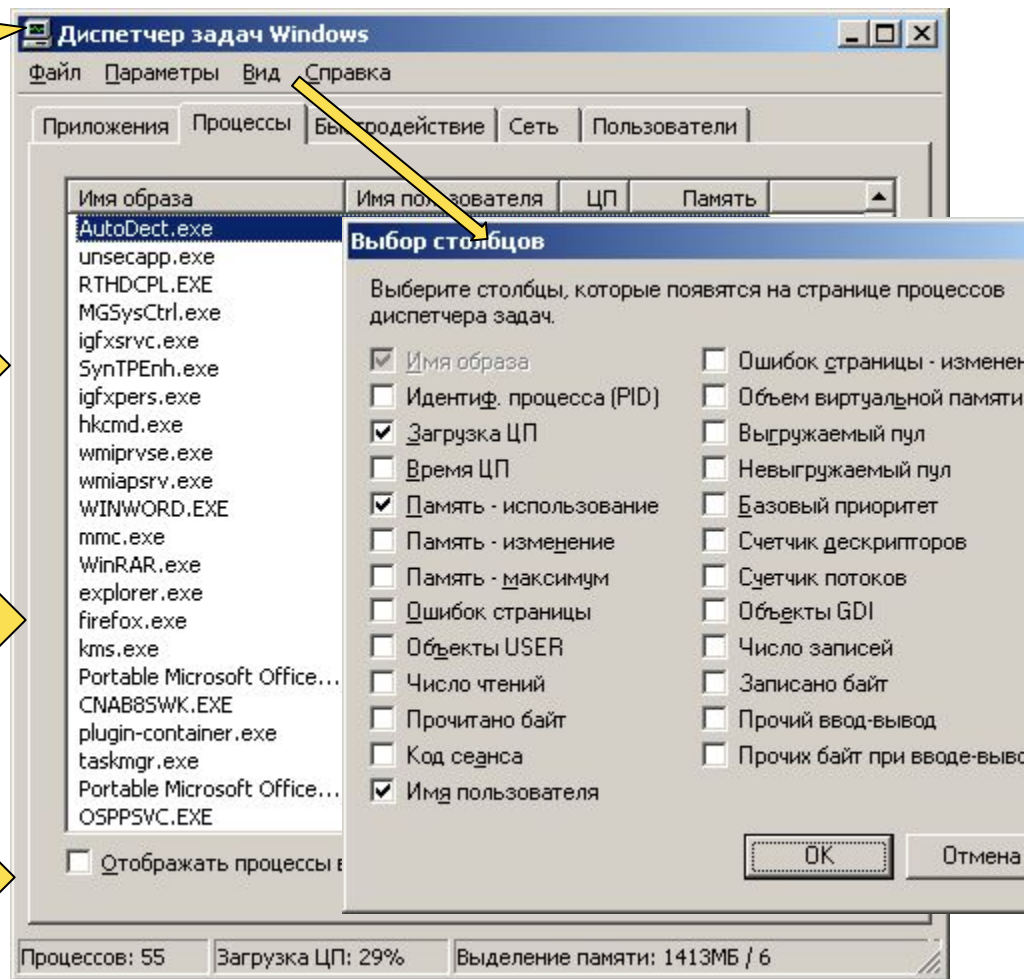 Диспетчер задач Windows
Файл Параметры Вид Справка
Приложения Процессы Быстродействие Сеть Пользователи
Имя образа Имя пользователя ЦП Память
AutoDect.exe
unsecapp.exe
RTHDCPL.EXE
MGSysCtrl.exe
igfxsrvc.exe
SynTPEnh.exe
igfxpers.exe
hkcmd.exe
wmiprvse.exe
wmiapsrv.exe
WINWORD.EXE
mmc.exe
WinRAR.exe
explorer.exe
firefox.exe
kms.exe
Portable Microsoft Office...
CNAB8SWK.EXE
plugin-container.exe
taskmgr.exe
Portable Microsoft Office...
OSPPSVC.EXE
Отображать процессы в
Выбор столбцов
Выберите столбцы, которые появятся на странице процессов
диспетчера задач.
Имя образа
Идентиф. процесса (PID)
Загрузка ЦП
Время ЦП
Память - использование
Память - изменение
Память - максимум
Ошибок страницы
Объекты USER
Число чтений
Прочитано байт
Код сеанса
Имя пользователя
Ошибок страницы - изменен
Объем виртуальной памяти
Выгружаемый пул
Невыгружаемый пул
Базовый приоритет
Счетчик дескрипторов
Счетчик потоков
Объекты GDI
Число записей
Записано байт
Прочий ввод-вывод
Прочих байт при вводе-выво
ОК Отмена
Процессов: 55 Загрузка ЦП: 29% Выделение памяти: 1413МБ / 6